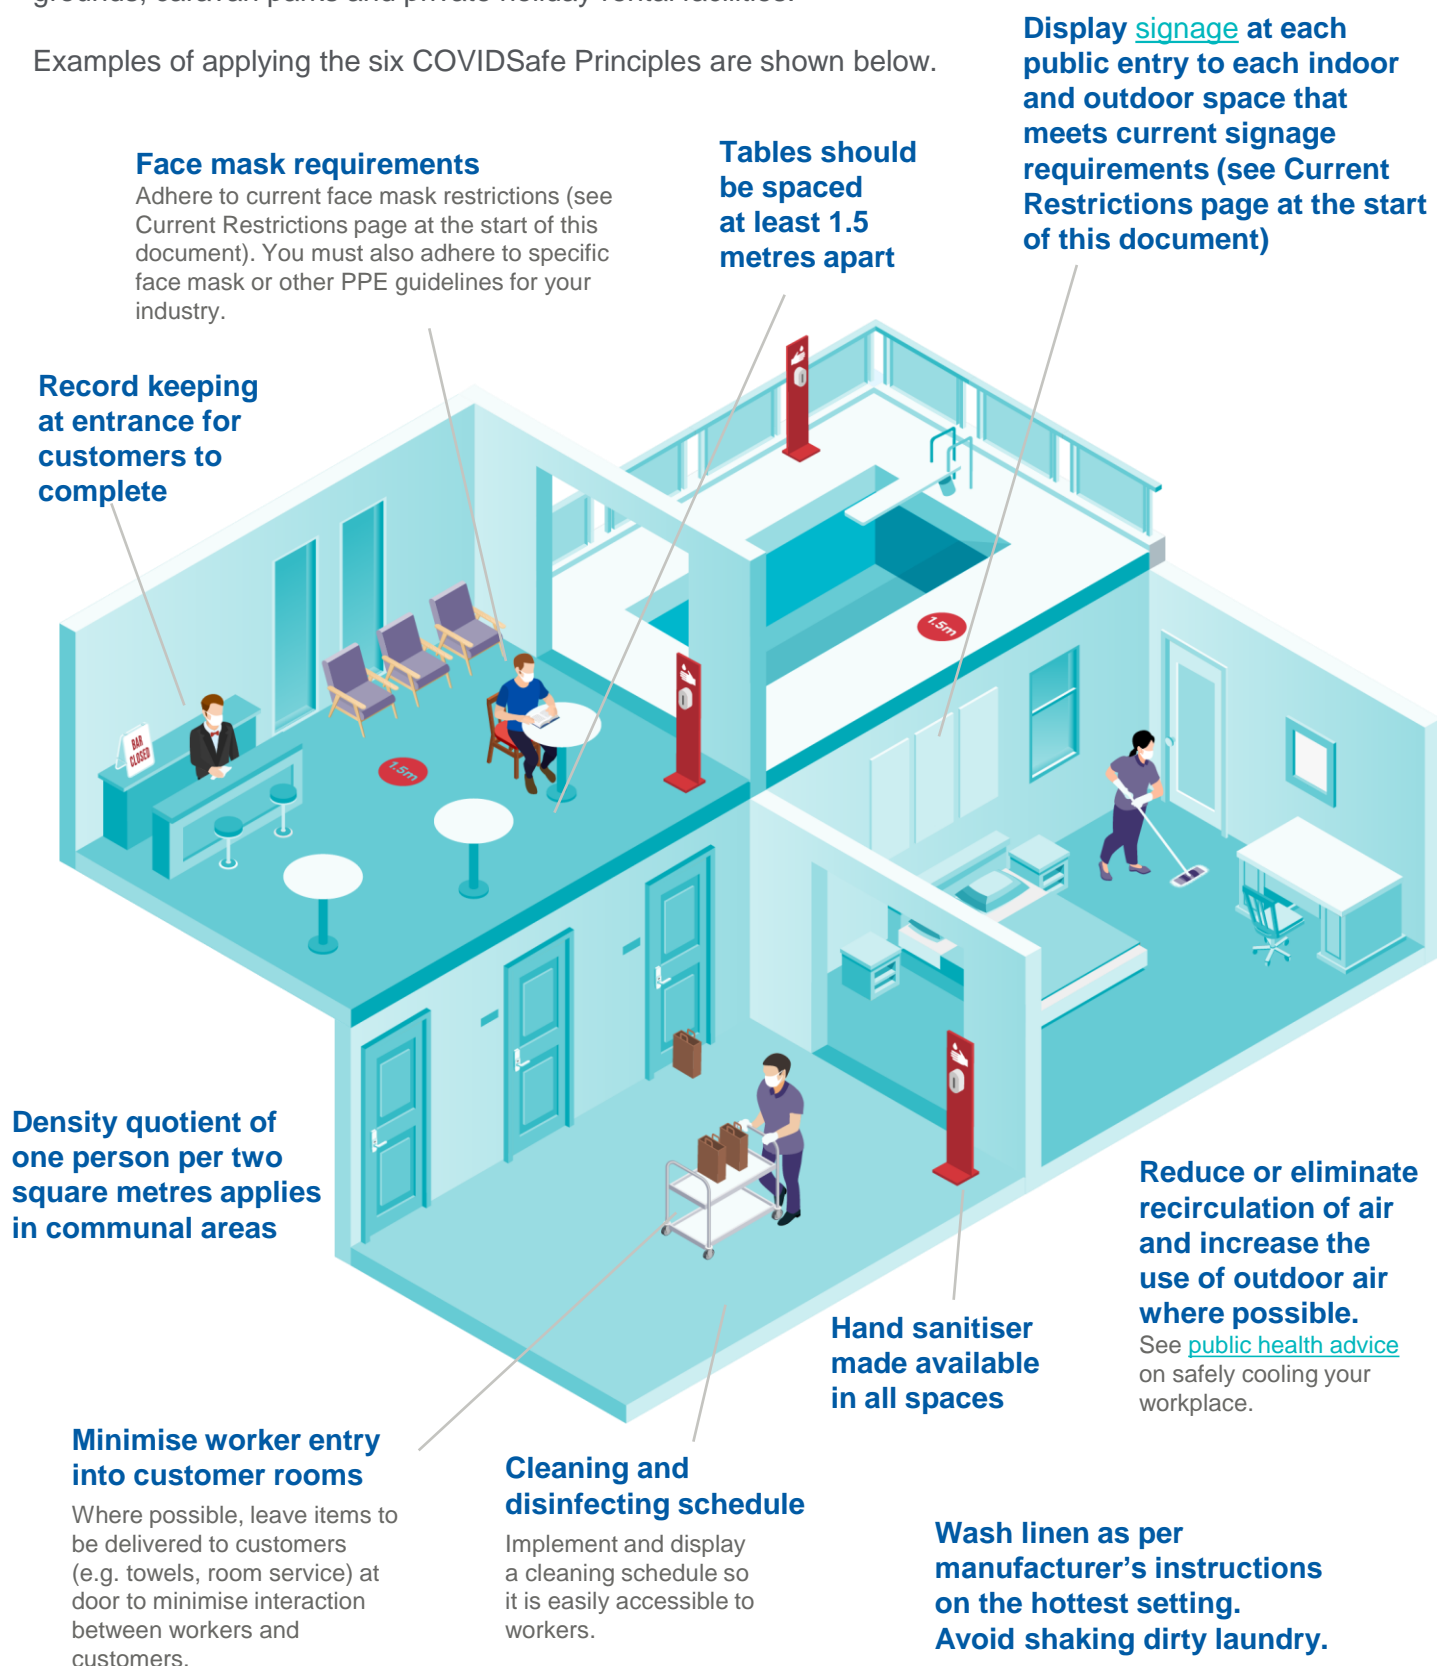 grounds, caravan parks and private holiday rental facilities.
Examples of applying the six COVIDSafe Principles are shown below.
Display signage at each
public entry to each indoor
and outdoor space that
meets current signage
requirements (see Current
Restrictions page at the start
of this document)
Face mask requirements
Adhere to current face mask restrictions (see
Current Restrictions page at the start of this
document). You must also adhere to specific
face mask or other PPE guidelines for your
industry.
Tables should
be spaced
at least 1.5
metres apart
Record keeping
at entrance for
customers to
complete
1.5m
BAR
CLOSED
1.5m
Density quotient of
one person per two
square metres applies
in communal areas
Reduce or eliminate
recirculation of air
and increase the
use of outdoor air
where possible.
See public health advice
on safely cooling your
workplace.
Hand sanitiser
made available
in all spaces
Minimise worker entry
into customer rooms
Where possible, leave items to
be delivered to customers
(e.g. towels, room service) at
door to minimise interaction
between workers and
customers.
Cleaning and
disinfecting schedule
Implement and display
a cleaning schedule so
it is easily accessible to
workers.
Wash linen as per
manufacturer’s instructions
on the hottest setting.
Avoid shaking dirty laundry.